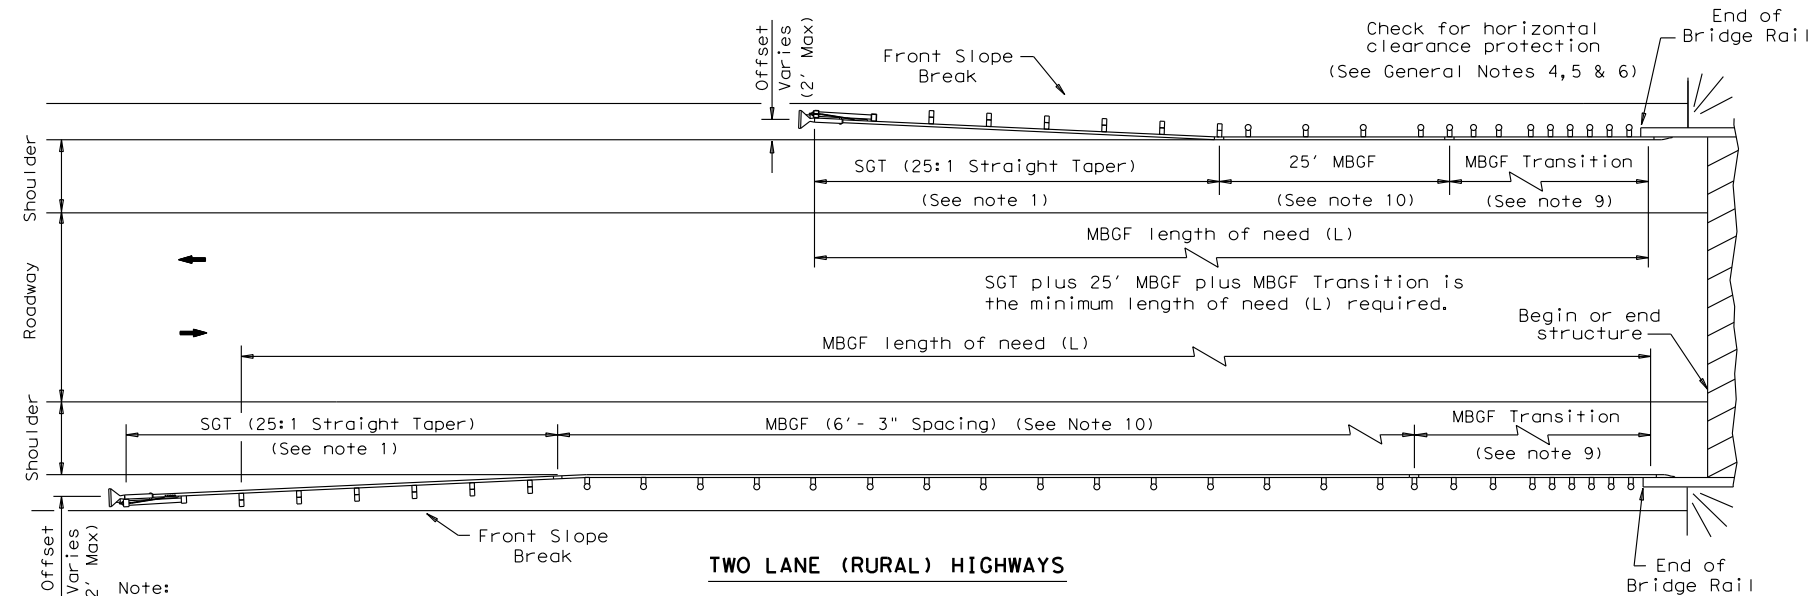 Offset
Varies
(2' Max)
Front Slope
Break
Check for horizontal
clearance protection
(See General Notes 4,5 & 6)
End of
Bridge Rail
Shoulder
SGT (25:1 Straight Taper)
(See note 1)
25' MBGF
(See note 10)
MBGF Transition
(See note 9)
MBGF length of need (L)
SGT plus 25' MBGF plus MBGF Transition is
the minimum length of need (L) required.
Roadway
Begin or end
structure
MBGF length of need (L)
Shoulder
SGT (25:1 Straight Taper)
(See note 1)
MBGF (6'- 3" Spacing) (See Note 10)
MBGF Transition
(See note 9)
Offset
Varies
2' Max)
Front Slope
Break
TWO LANE (RURAL) HIGHWAYS
End of
Bridge Rail
Note: